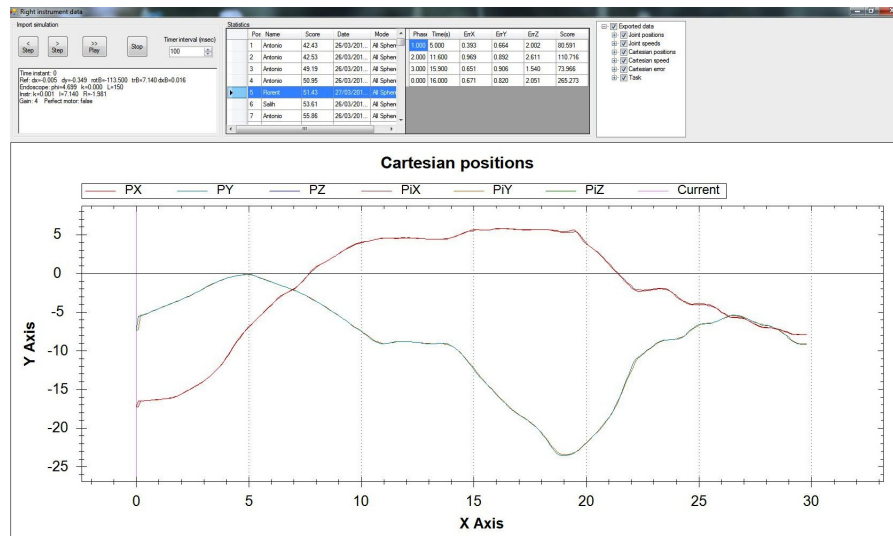 Right instrument data
Import simulation
<
Step
>
Step
>>
Play
Stop
Timer interval (msec)
100
Time instant: 0
Ref: dx=-0.005 dy=-0.349 rotB=-113.500 trB=7.140 dxB=0.016
Endoscope: phi=4.699 k=0.000 L=150
Instr: k=0.001 l=7.140 R=-1.981
Gain: 4 Perfect motor: false
Statistics
Pos Name Score Date Mode
1 Antonio 42.43 26/03/201... All Spher
2 Antonio 42.53 26/03/201... All Spher
3 Antonio 49.19 26/03/201... All Spher
4 Antonio 50.95 26/03/201... All Spher
5 Florent 51.43 27/03/201... All Spher
6 Salih 53.61 26/03/201... All Spher
7 Antonio 55.86 26/03/201... All Spher
Phase Time(s) ErrX ErrY ErrZ Score
1.000 5.000 0.393 0.664 2.002 80.591
2.000 11.600 0.969 0.892 2.611 110.716
3.000 15.900 0.651 0.906 1.540 73.966
0.000 16.000 0.671 0.820 2.051 265.273
Exported data
Joint positions
Joint speeds
Cartesian positions
Cartesian speed
Cartesian error
Task
Cartesian positions
PX PY PZ PiX PiY PiZ Current
Y Axis
5
0
-5
-10
-15
-20
-25
0 5 10 15 20 25 30
X Axis